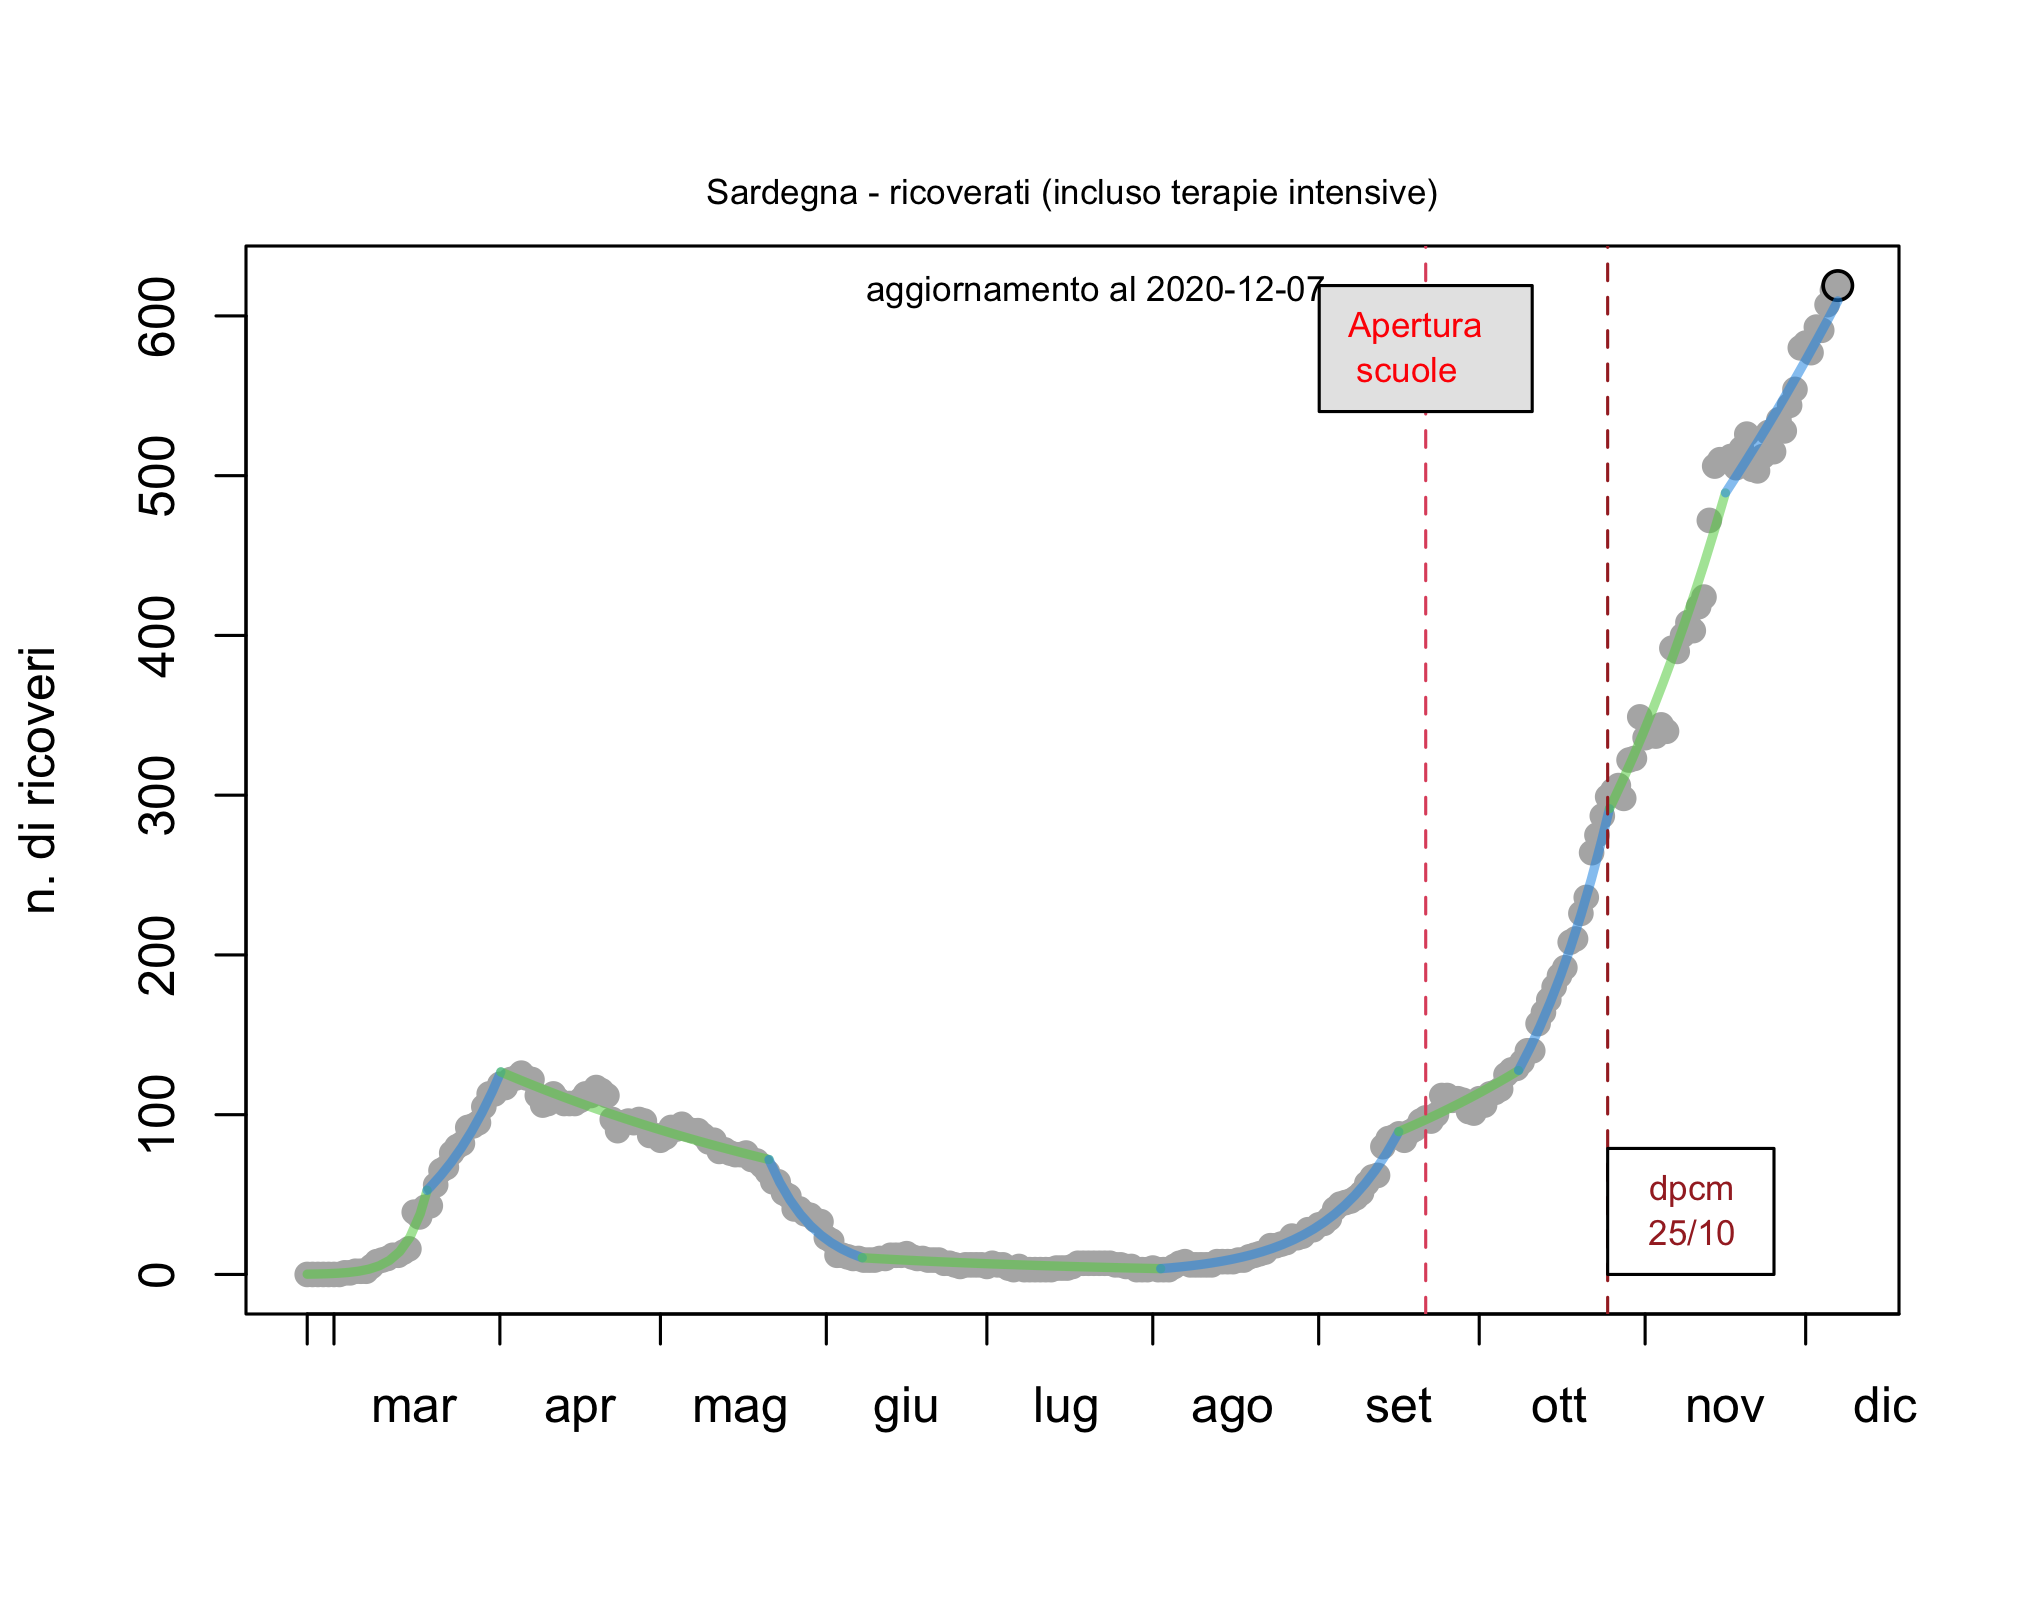 Sardegna - ricoverati (incluso terapie intensive)
aggiornamento al 2020-12-07
Apertura
scuole
dpcm
25/10
n. di ricoveri
600
500
400
300
200
100
0
mar apr mag giu lug ago set ott nov dic